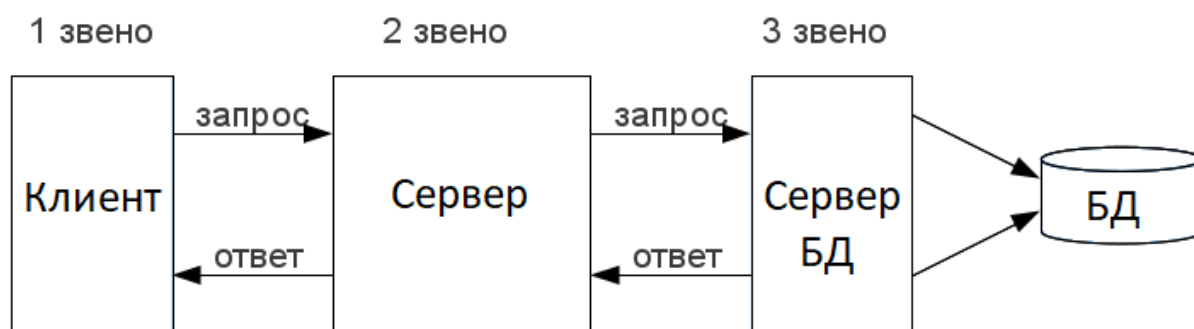 1 звено
2 звено
3 звено
запрос
запрос
Клиент
Сервер
Сервер
БД
БД
ответ
ответ